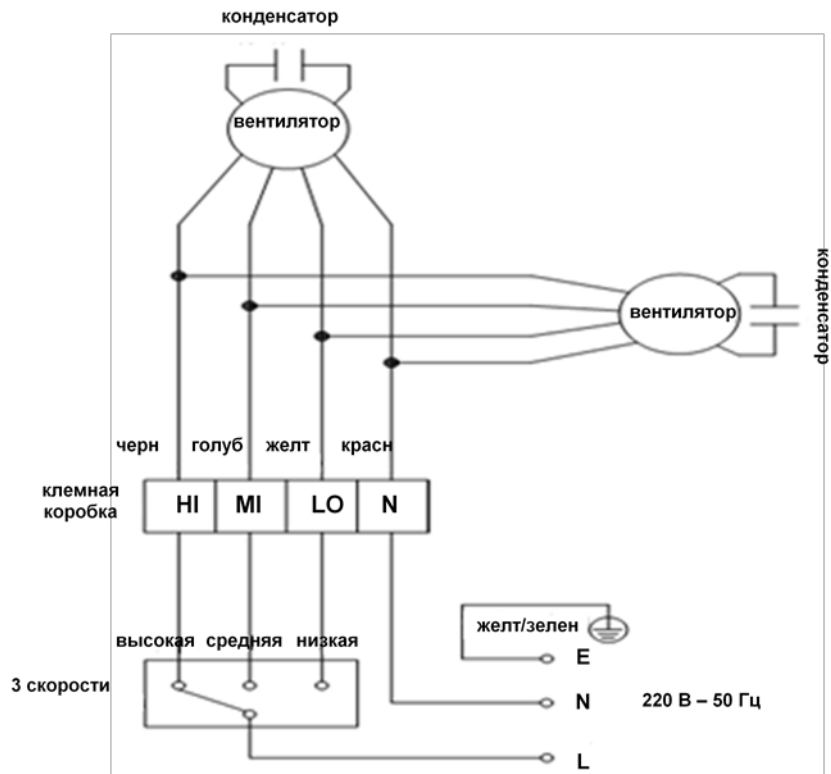 конденсатор
вентилятор
конденсатор
вентилятор
черн голуб желт красн
клемная
коробка
HI MI LO N
желт/зелен
высокая средняя низкая
E
3 скорости
N 220 В – 50 Гц
L